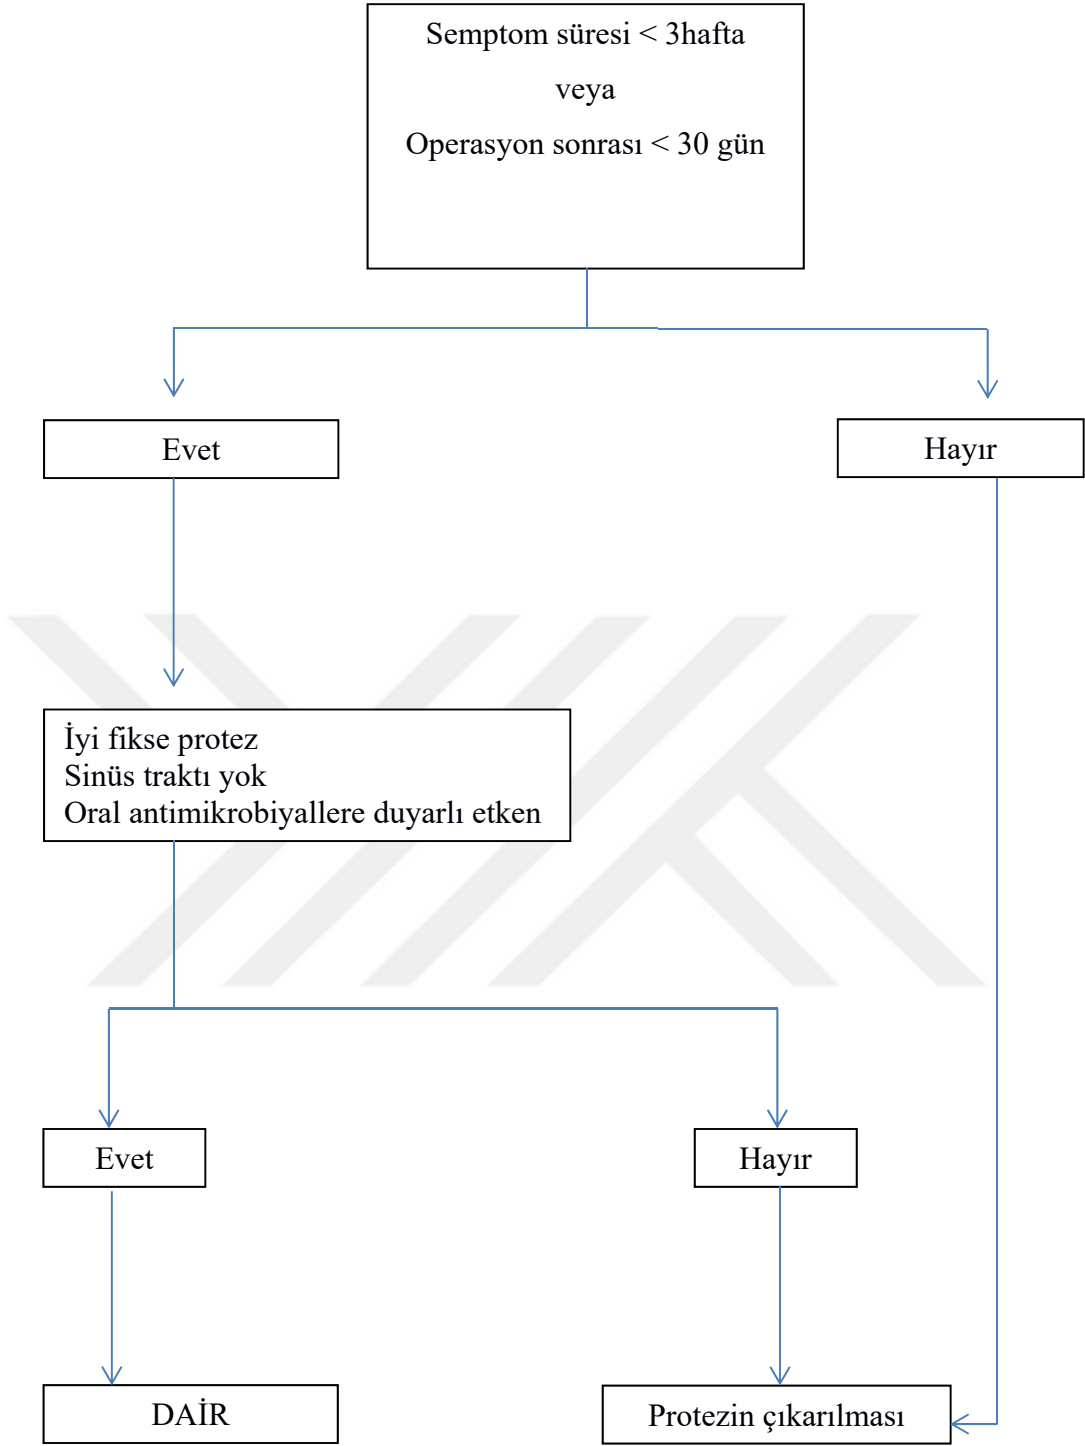 Semptom süresi < 3hafta
veya
Operasyon sonrası < 30 gün
Evet
Hayır
İyi fikse protez
Sinüs traktı yok
Oral antimikrobiyallere duyarlı etken
Evet
Hayır
DAİR
Protezin çıkarılması